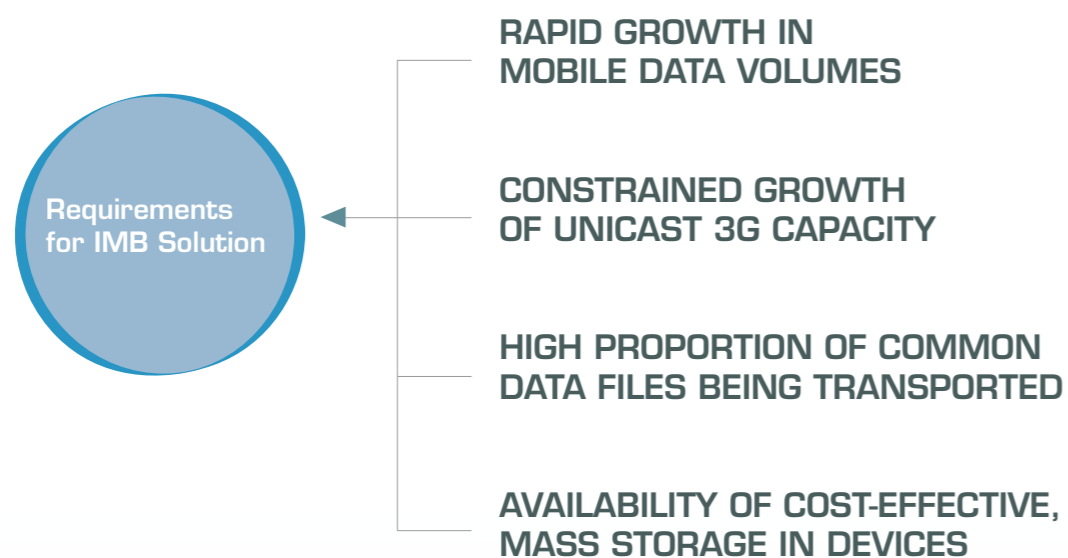 Requirements
for IMB Solution
RAPID GROWTH IN
MOBILE DATA VOLUMES
CONSTRAINED GROWTH
OF UNICAST 3G CAPACITY
HIGH PROPORTION OF COMMON
DATA FILES BEING TRANSPORTED
AVAILABILITY OF COST-EFFECTIVE,
MASS STORAGE IN DEVICES